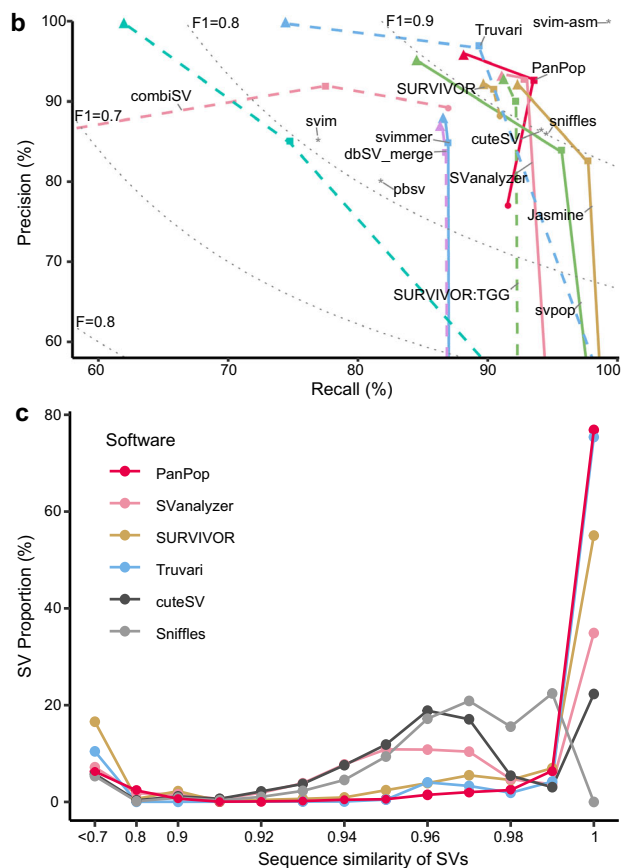 b
100
90
80
70
60
Precision (%)
F1=0.8
F1=0.9
svim-asm
Truvari
PanPop
SURVIVOR
combiSV
F1=0.7
svim
svimmer
dbSV_merge
cuteSV
sniffles
SVanalyzer
pbsv
Jasmine
SURVIVOR:TGG
svpop
F=0.8
60
70
80
90
100
Recall (%)
c
80
60
40
20
0
SV Proportion (%)
Software
PanPop
SVanalyzer
SURVIVOR
Truvari
cuteSV
Sniffles
<0.7
0.8
0.9
0.92
0.94
0.96
0.98
1
Sequence similarity of SVs